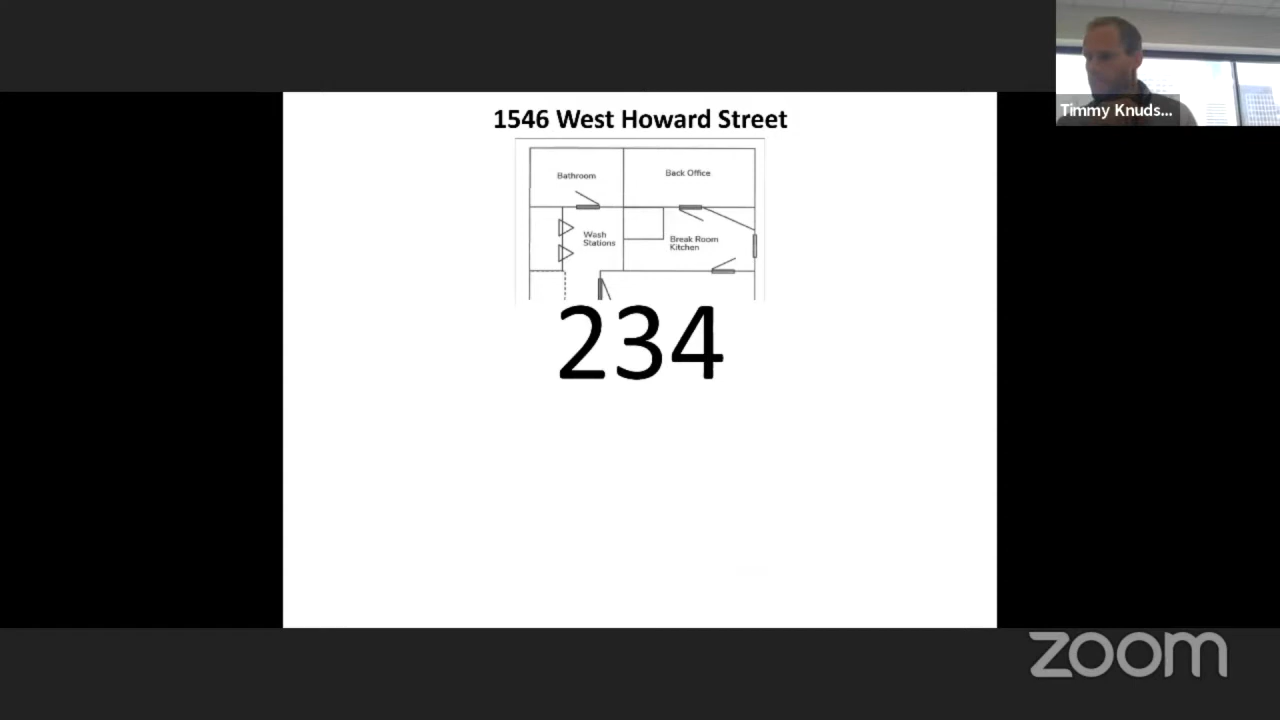 Timmy Knuds...
1546 West Howard Street
Bathroom
Back Office
Wash
Stations
Break Room
Kitchen
234
zoom